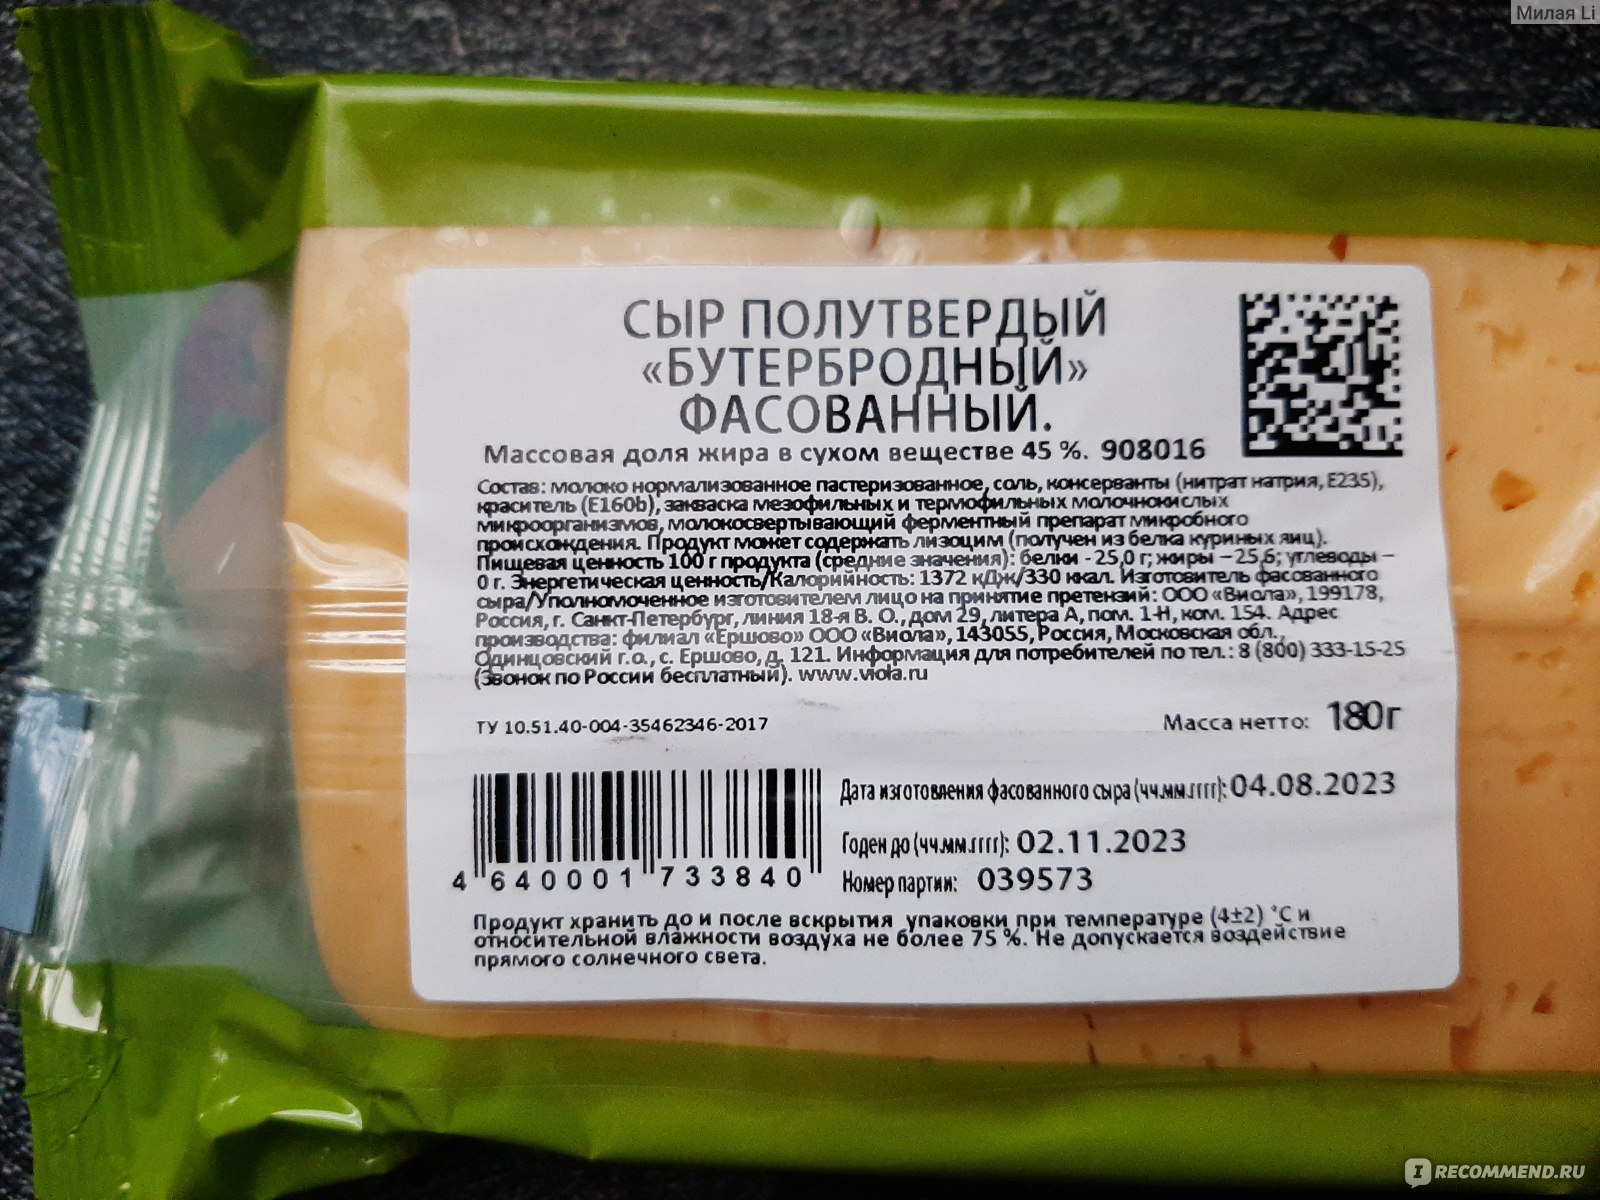 Милая Li
СЫР ПОЛУТВЕРДЫЙ
«БУТЕРБРОДНЫЙ»
ФАСОВАННЫЙ.
Массовая доля жира в сухом веществе 45 %. 908016
Состав: молоко нормализованное пастеризованное, соль, консерванты (нитрат натрия, Е235),
краситель (Е160b), закваска мезофильных и термофильных молочнокислых
микроорганизмов, молокосвертывающий ферментный препарат микробного
происхождения. Продукт может содержать лизоцим (получен из белка куриных яиц).
Пищевая ценность 100 г продукта (средние значения): белки - 25,0 г; жиры – 25,6; углеводы –
0 г. Энергетическая ценность/Калорийность: 1372 кДж/330 ккал. Изготовитель фасованного
сыра/Уполномоченное изготовителем лицо на принятие претензий: ООО «Виола», 199178,
Россия, г. Санкт-Петербург, линия 18-я В. О., дом 29, литера А, пом. 1-Н, ком. 154. Адрес
производства: филиал «Ершово» ООО «Виола», 143055, Россия, Московская обл.,
Одинцовский г.о., с. Ершово, д. 121. Информация для потребителей по тел.: 8 (800) 333-15-25
(Звонок по России бесплатный). www.viola.ru
ТУ 10.51.40-004-35462346-2017
Масса нетто: 180г
Дата изготовления фасованного сыра (чч.мм.гггг): 04.08.2023
Годен до (чч.мм.гггг): 02.11.2023
Номер партии: 039573
4 640001 733840
Продукт хранить до и после вскрытия упаковки при температуре (4±2) °С и
относительной влажности воздуха не более 75 %. Не допускается воздействие
прямого солнечного света.
IRECOMMEND.RU